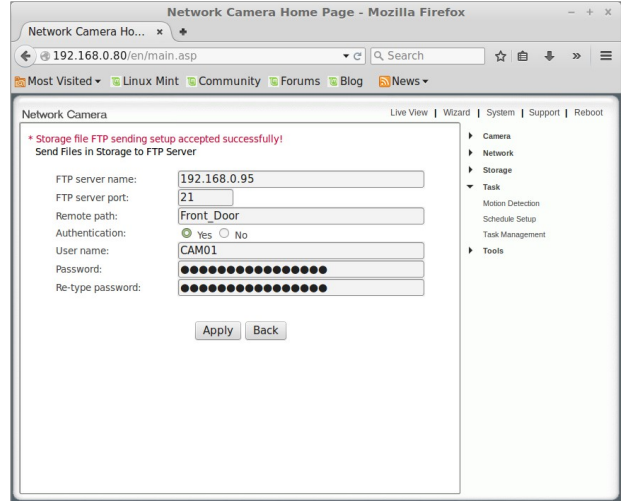 Network Camera Home Page - Mozilla Firefox
Network Camera Ho... × +
192.168.0.80/en/main.asp Search »
Most Visited Linux Mint Community Forums Blog News
Network Camera Live View | Wizard | System | Support | Reboot
* Storage file FTP sending setup accepted successfully!
Send Files in Storage to FTP Server
FTP server name: 192.168.0.95
FTP server port: 21
Remote path: Front_Door
Authentication: Yes No
User name: CAM01
Password: ●●●●●●●●●●●●●●●●
Re-type password: ●●●●●●●●●●●●●●●●
Apply Back
Camera
Network
Storage
Task
Motion Detection
Schedule Setup
Task Management
Tools